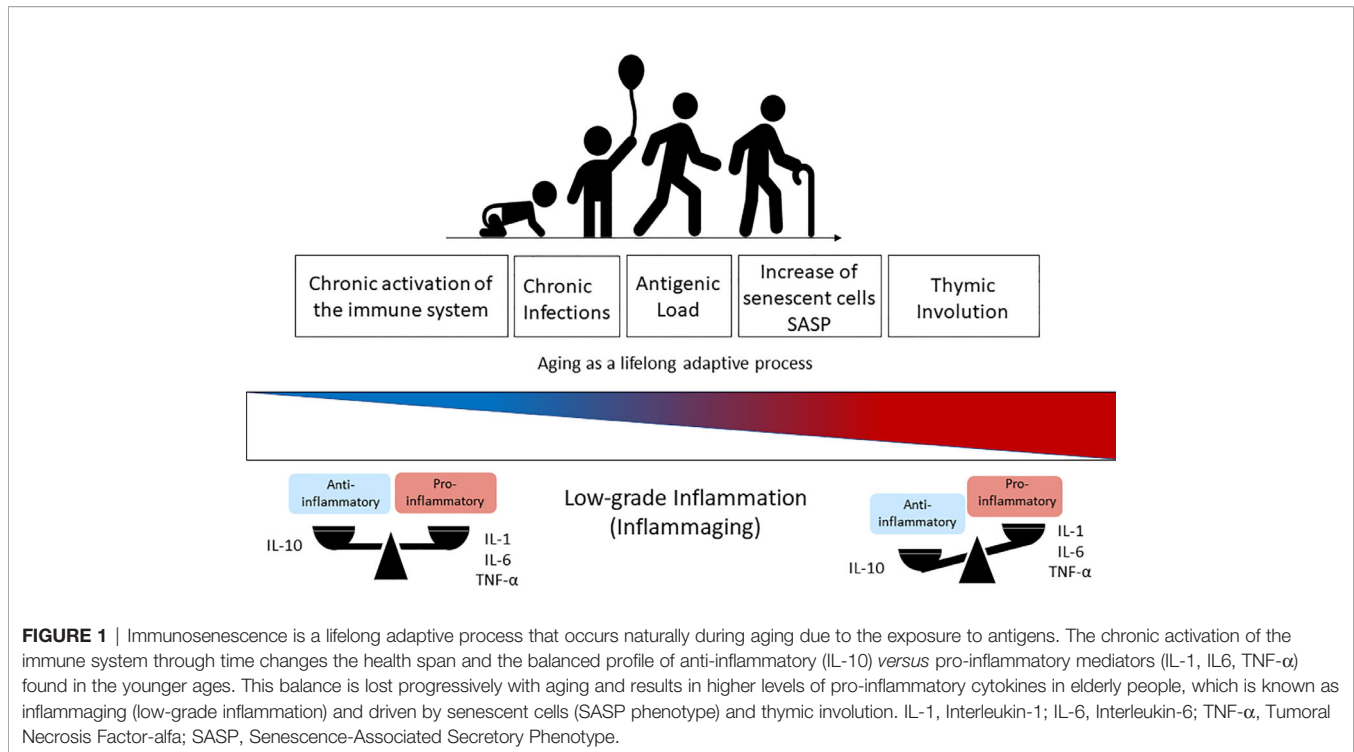 Chronic activation of
the immune system
Chronic
Infections
Antigenic
Load
Increase of
senescent cells
SASP
Thymic
Involution
Aging as a lifelong adaptive process
Anti-
inflammatory
Pro-
inflammatory
IL-10
IL-1
IL-6
TNF-α
Low-grade Inflammation
(Inflammaging)
Anti-
inflammatory
Pro-
inflammatory
IL-10
IL-1
IL-6
TNF-α
FIGURE 1 | Immunosenescence is a lifelong adaptive process that occurs naturally during aging due to the exposure to antigens. The chronic activation of the
immune system through time changes the health span and the balanced profile of anti-inflammatory (IL-10) versus pro-inflammatory mediators (IL-1, IL6, TNF-α)
found in the younger ages. This balance is lost progressively with aging and results in higher levels of pro-inflammatory cytokines in elderly people, which is known as
inflammaging (low-grade inflammation) and driven by senescent cells (SASP phenotype) and thymic involution. IL-1, Interleukin-1; IL-6, Interleukin-6; TNF-α, Tumoral
Necrosis Factor-alfa; SASP, Senescence-Associated Secretory Phenotype.